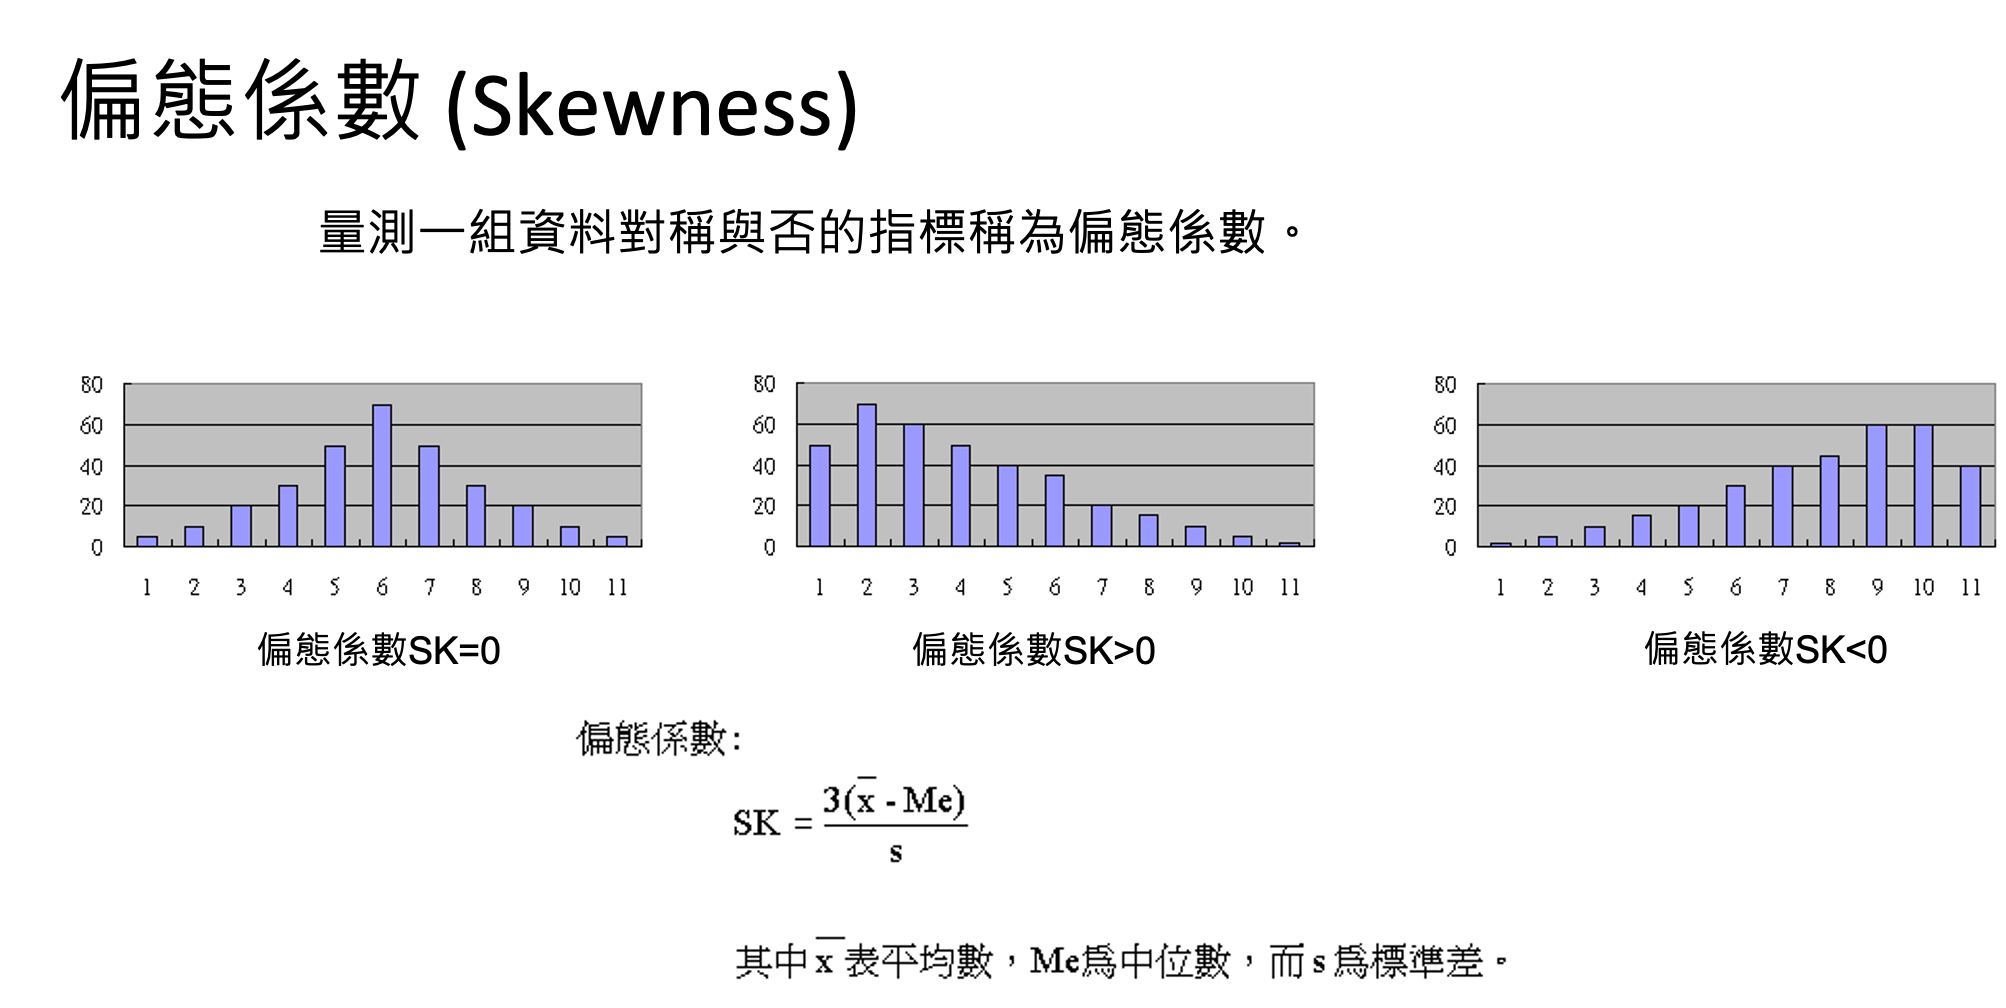 偏態係數 (Skewness)
量測一組資料對稱與否的指標稱為偏態係數。
80
60
40
20
0
1 2 3 4 5 6 7 8 9 10 11
偏態係數SK=0
80
60
40
20
0
1 2 3 4 5 6 7 8 9 10 11
偏態係數SK>0
80
60
40
20
0
1 2 3 4 5 6 7 8 9 10 11
偏態係數SK<0
偏態係數:
SK = 3(x̅ - Me) / s
其中 x̅ 表平均數，Me為中位數，而 s 為標準差。